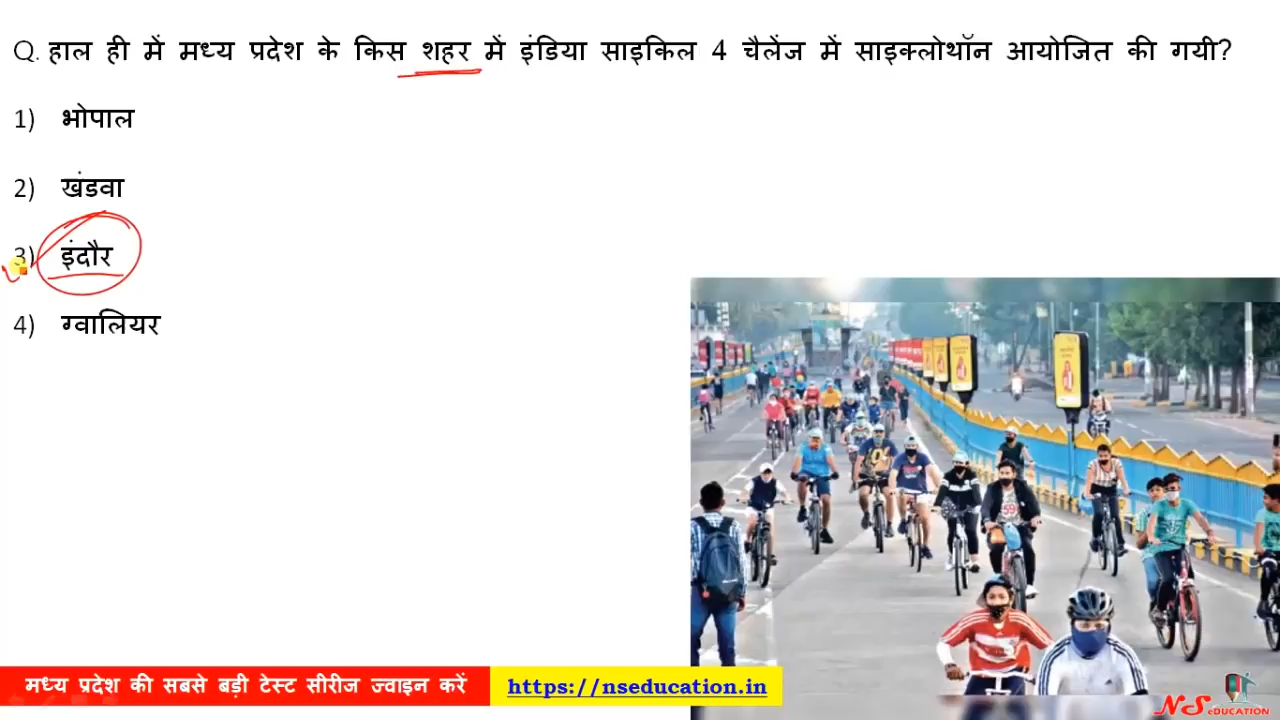 Q. हाल ही में मध्य प्रदेश के किस शहर में इंडिया साइकिल 4 चैलेंज में साइक्लोथॉन आयोजित की गयी?
1) भोपाल
2) खंडवा
3) इंदौर
4) ग्वालियर
मध्य प्रदेश की सबसे बड़ी टेस्ट सीरीज ज्वाइन करें
https://nseducation.in
NS eDUCATION